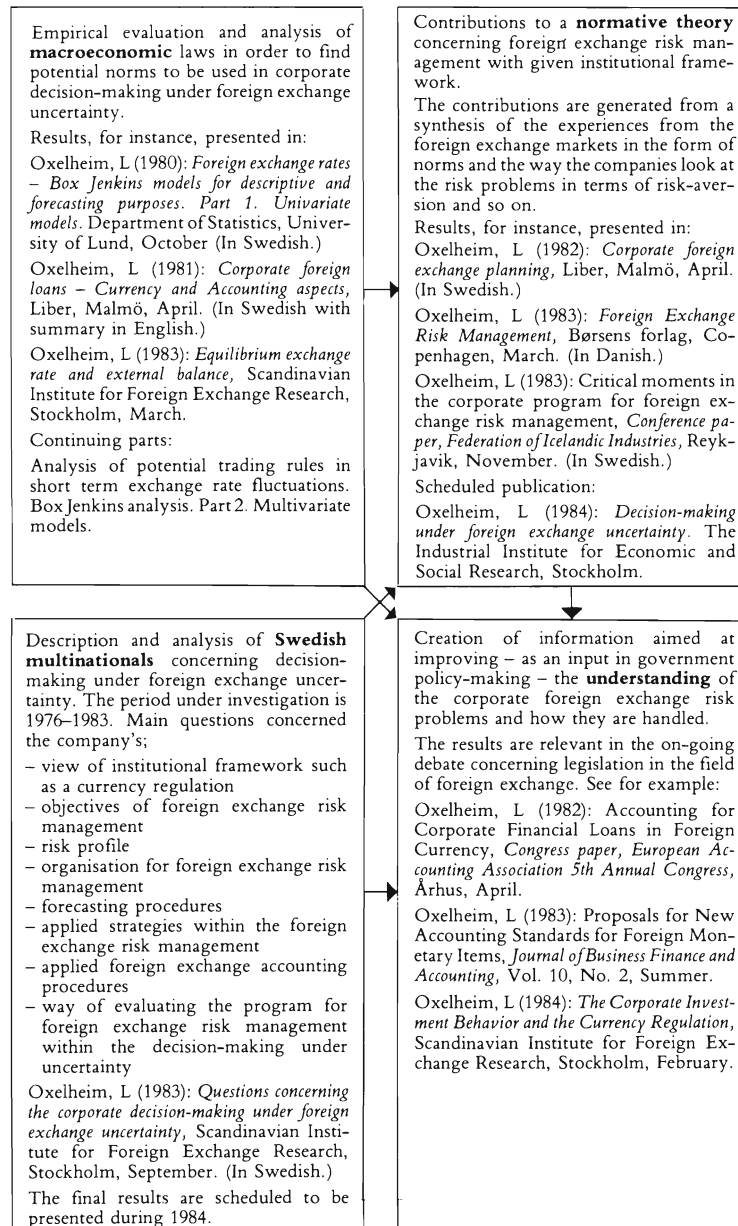 Empirical evaluation and analysis of
macroeconomic laws in order to find
potential norms to be used in corporate
decision-making under foreign exchange
uncertainty.
Results, for instance, presented in:
Oxelheim, L (1980): Foreign exchange rates
– Box Jenkins models for descriptive and
forecasting purposes. Part 1. Univariate
models. Department of Statistics, Univer-
sity of Lund, October (In Swedish.)
Oxelheim, L (1981): Corporate foreign
loans – Currency and Accounting aspects,
Liber, Malmö, April. (In Swedish with
summary in English.)
Oxelheim, L (1983): Equilibrium exchange
rate and external balance, Scandinavian
Institute for Foreign Exchange Research,
Stockholm, March.
Continuing parts:
Analysis of potential trading rules in
short term exchange rate fluctuations.
Box Jenkins analysis. Part 2. Multivariate
models.
Contributions to a normative theory
concerning foreign exchange risk man-
agement with given institutional frame-
work.
The contributions are generated from a
synthesis of the experiences from the
foreign exchange markets in the form of
norms and the way the companies look at
the risk problems in terms of risk-aver-
sion and so on.
Results, for instance, presented in:
Oxelheim, L (1982): Corporate foreign
exchange planning, Liber, Malmö, April.
(In Swedish.)
Oxelheim, L (1983): Foreign Exchange
Risk Management, Børsens forlag, Co-
penhagen, March. (In Danish.)
Oxelheim, L (1983): Critical moments in
the corporate program for foreign ex-
change risk management, Conference pa-
per, Federation of Icelandic Industries, Reyk-
javik, November. (In Swedish.)
Scheduled publication:
Oxelheim, L (1984): Decision-making
under foreign exchange uncertainty. The
Industrial Institute for Economic and
Social Research, Stockholm.
Description and analysis of Swedish
multinationals concerning decision-
making under foreign exchange uncer-
tainty. The period under investigation is
1976–1983. Main questions concerned
the company's;
– view of institutional framework such
as a currency regulation
– objectives of foreign exchange risk
management
– risk profile
– organisation for foreign exchange risk
management
– forecasting procedures
– applied strategies within the foreign
exchange risk management
– applied foreign exchange accounting
procedures
– way of evaluating the program for
foreign exchange risk management
within the decision-making under
uncertainty
Oxelheim, L (1983): Questions concerning
the corporate decision-making under foreign
exchange uncertainty, Scandinavian Insti-
tute for Foreign Exchange Research,
Stockholm, September. (In Swedish.)
The final results are scheduled to be
presented during 1984.
Creation of information aimed at
improving – as an input in government
policy-making – the understanding of
the corporate foreign exchange risk
problems and how they are handled.
The results are relevant in the on-going
debate concerning legislation in the field
of foreign exchange. See for example:
Oxelheim, L (1982): Accounting for
Corporate Financial Loans in Foreign
Currency, Congress paper, European Ac-
counting Association 5th Annual Congress,
Århus, April.
Oxelheim, L (1983): Proposals for New
Accounting Standards for Foreign Mon-
etary Items, Journal of Business Finance and
Accounting, Vol. 10, No. 2, Summer.
Oxelheim, L (1984): The Corporate Invest-
ment Behavior and the Currency Regulation,
Scandinavian Institute for Foreign Ex-
change Research, Stockholm, February.